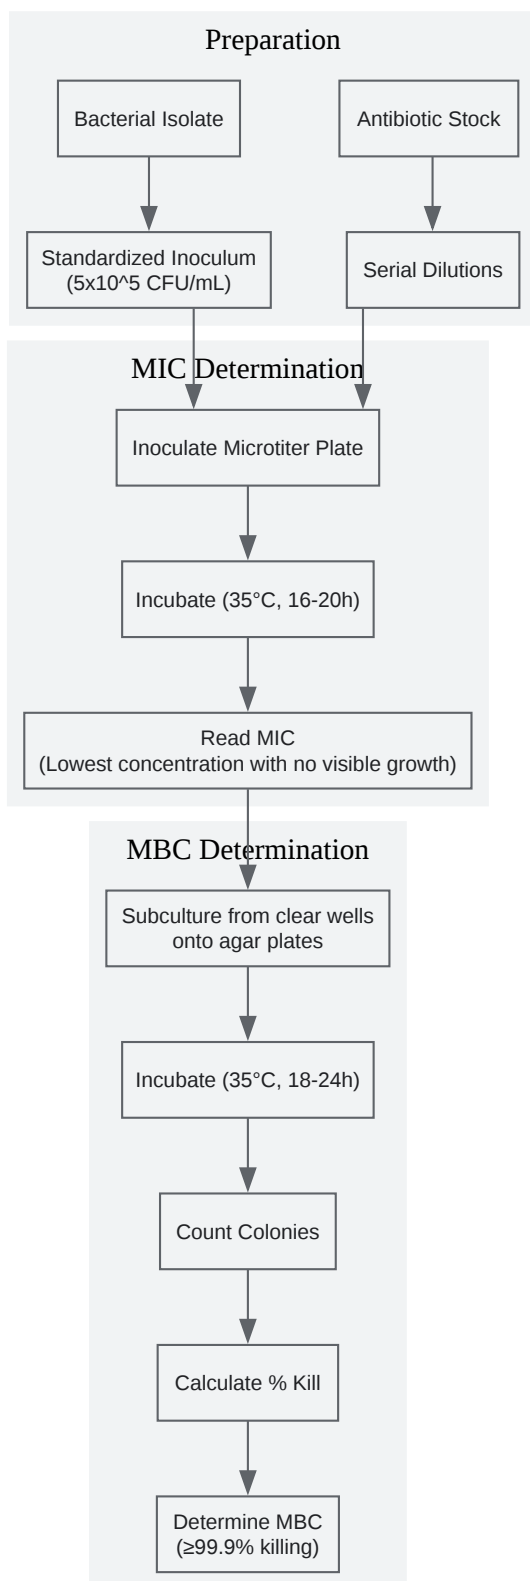 Preparation
Bacterial Isolate
Antibiotic Stock
Standardized Inoculum
(5x10^5 CFU/mL)
Serial Dilutions
MIC Determination
Inoculate Microtiter Plate
Incubate (35°C, 16-20h)
Read MIC
(Lowest concentration with no visible growth)
MBC Determination
Subculture from clear wells
onto agar plates
Incubate (35°C, 18-24h)
Count Colonies
Calculate % Kill
Determine MBC
(≥99.9% killing)